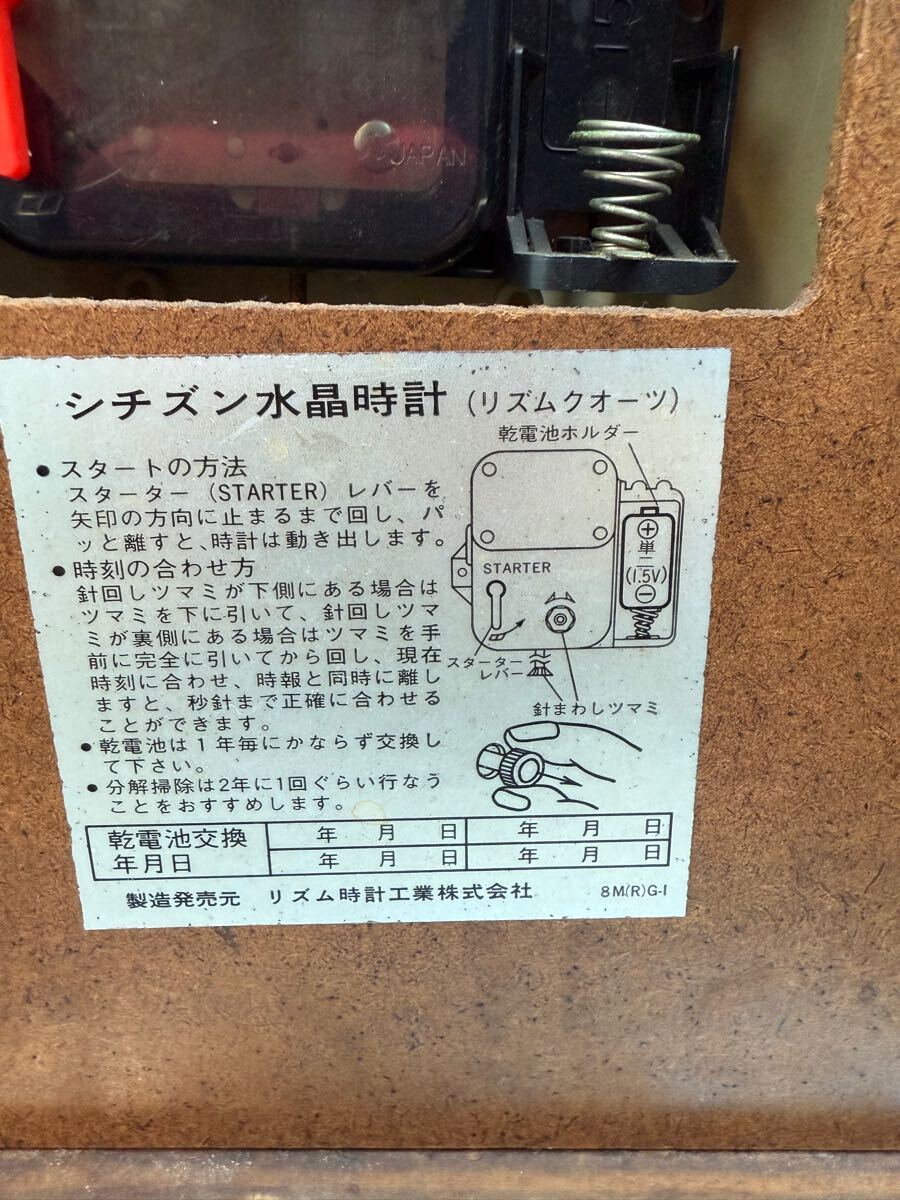 1.5
JAPAN
シチズン水晶時計 (リズムクオーツ)
乾電池ホルダー
●スタートの方法
スターター (STARTER) レバーを
矢印の方向に止まるまで回し、パ
ッと離すと、時計は動き出します。
●時刻の合わせ方
針回しツマミが下側にある場合は
ツマミを下に引いて、針回しツマ
ミが裏側にある場合はツマミを手
前に完全に引いてから回し、現在
時刻に合わせ、時報と同時に離し
ますと、秒針まで正確に合わせる
ことができます。
●乾電池は1年毎にかならず交換し
て下さい。
●分解掃除は2年に1回ぐらい行なう
ことをおすすめします。
STARTER
⊕
単二
(1.5V)
⊖
スターター
レバー
針まわしツマミ
乾電池交換
年月日
年 月 日 年 月 日
年 月 日 年 月 日
製造発売元 リズム時計工業株式会社 8M(R)G-1